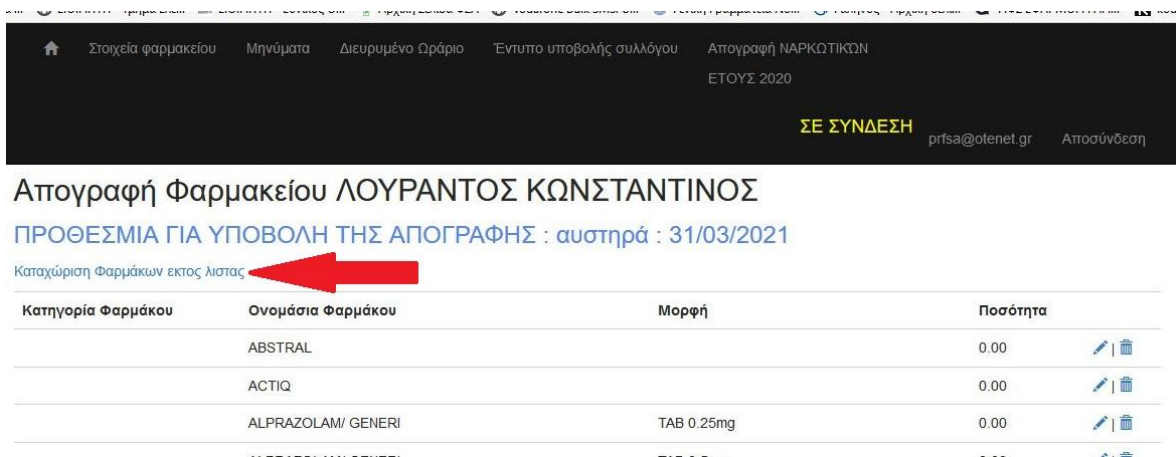 Στοιχεία φαρμακείου Μηνύματα Διευρυμένο Ωράριο Έντυπο υποβολής συλλόγου Απογραφή ΝΑΡΚΩΤΙΚΏΝ
ΕΤΟΥΣ 2020
ΣΕ ΣΥΝΔΕΣΗ prfsa@otenet.gr Αποσύνδεση
Απογραφή Φαρμακείου ΛΟΥΡΑΝΤΟΣ ΚΩΝΣΤΑΝΤΙΝΟΣ
ΠΡΟΘΕΣΜΙΑ ΓΙΑ ΥΠΟΒΟΛΗ ΤΗΣ ΑΠΟΓΡΑΦΗΣ : αυστηρά : 31/03/2021
Καταχώριση Φαρμάκων εκτος λιστας
Κατηγορία Φαρμάκου Ονομάσια Φαρμάκου Μορφή Ποσότητα
ABSTRAL 0.00
ACTIQ 0.00
ALPRAZOLAM/ GENERI TAB 0.25mg 0.00